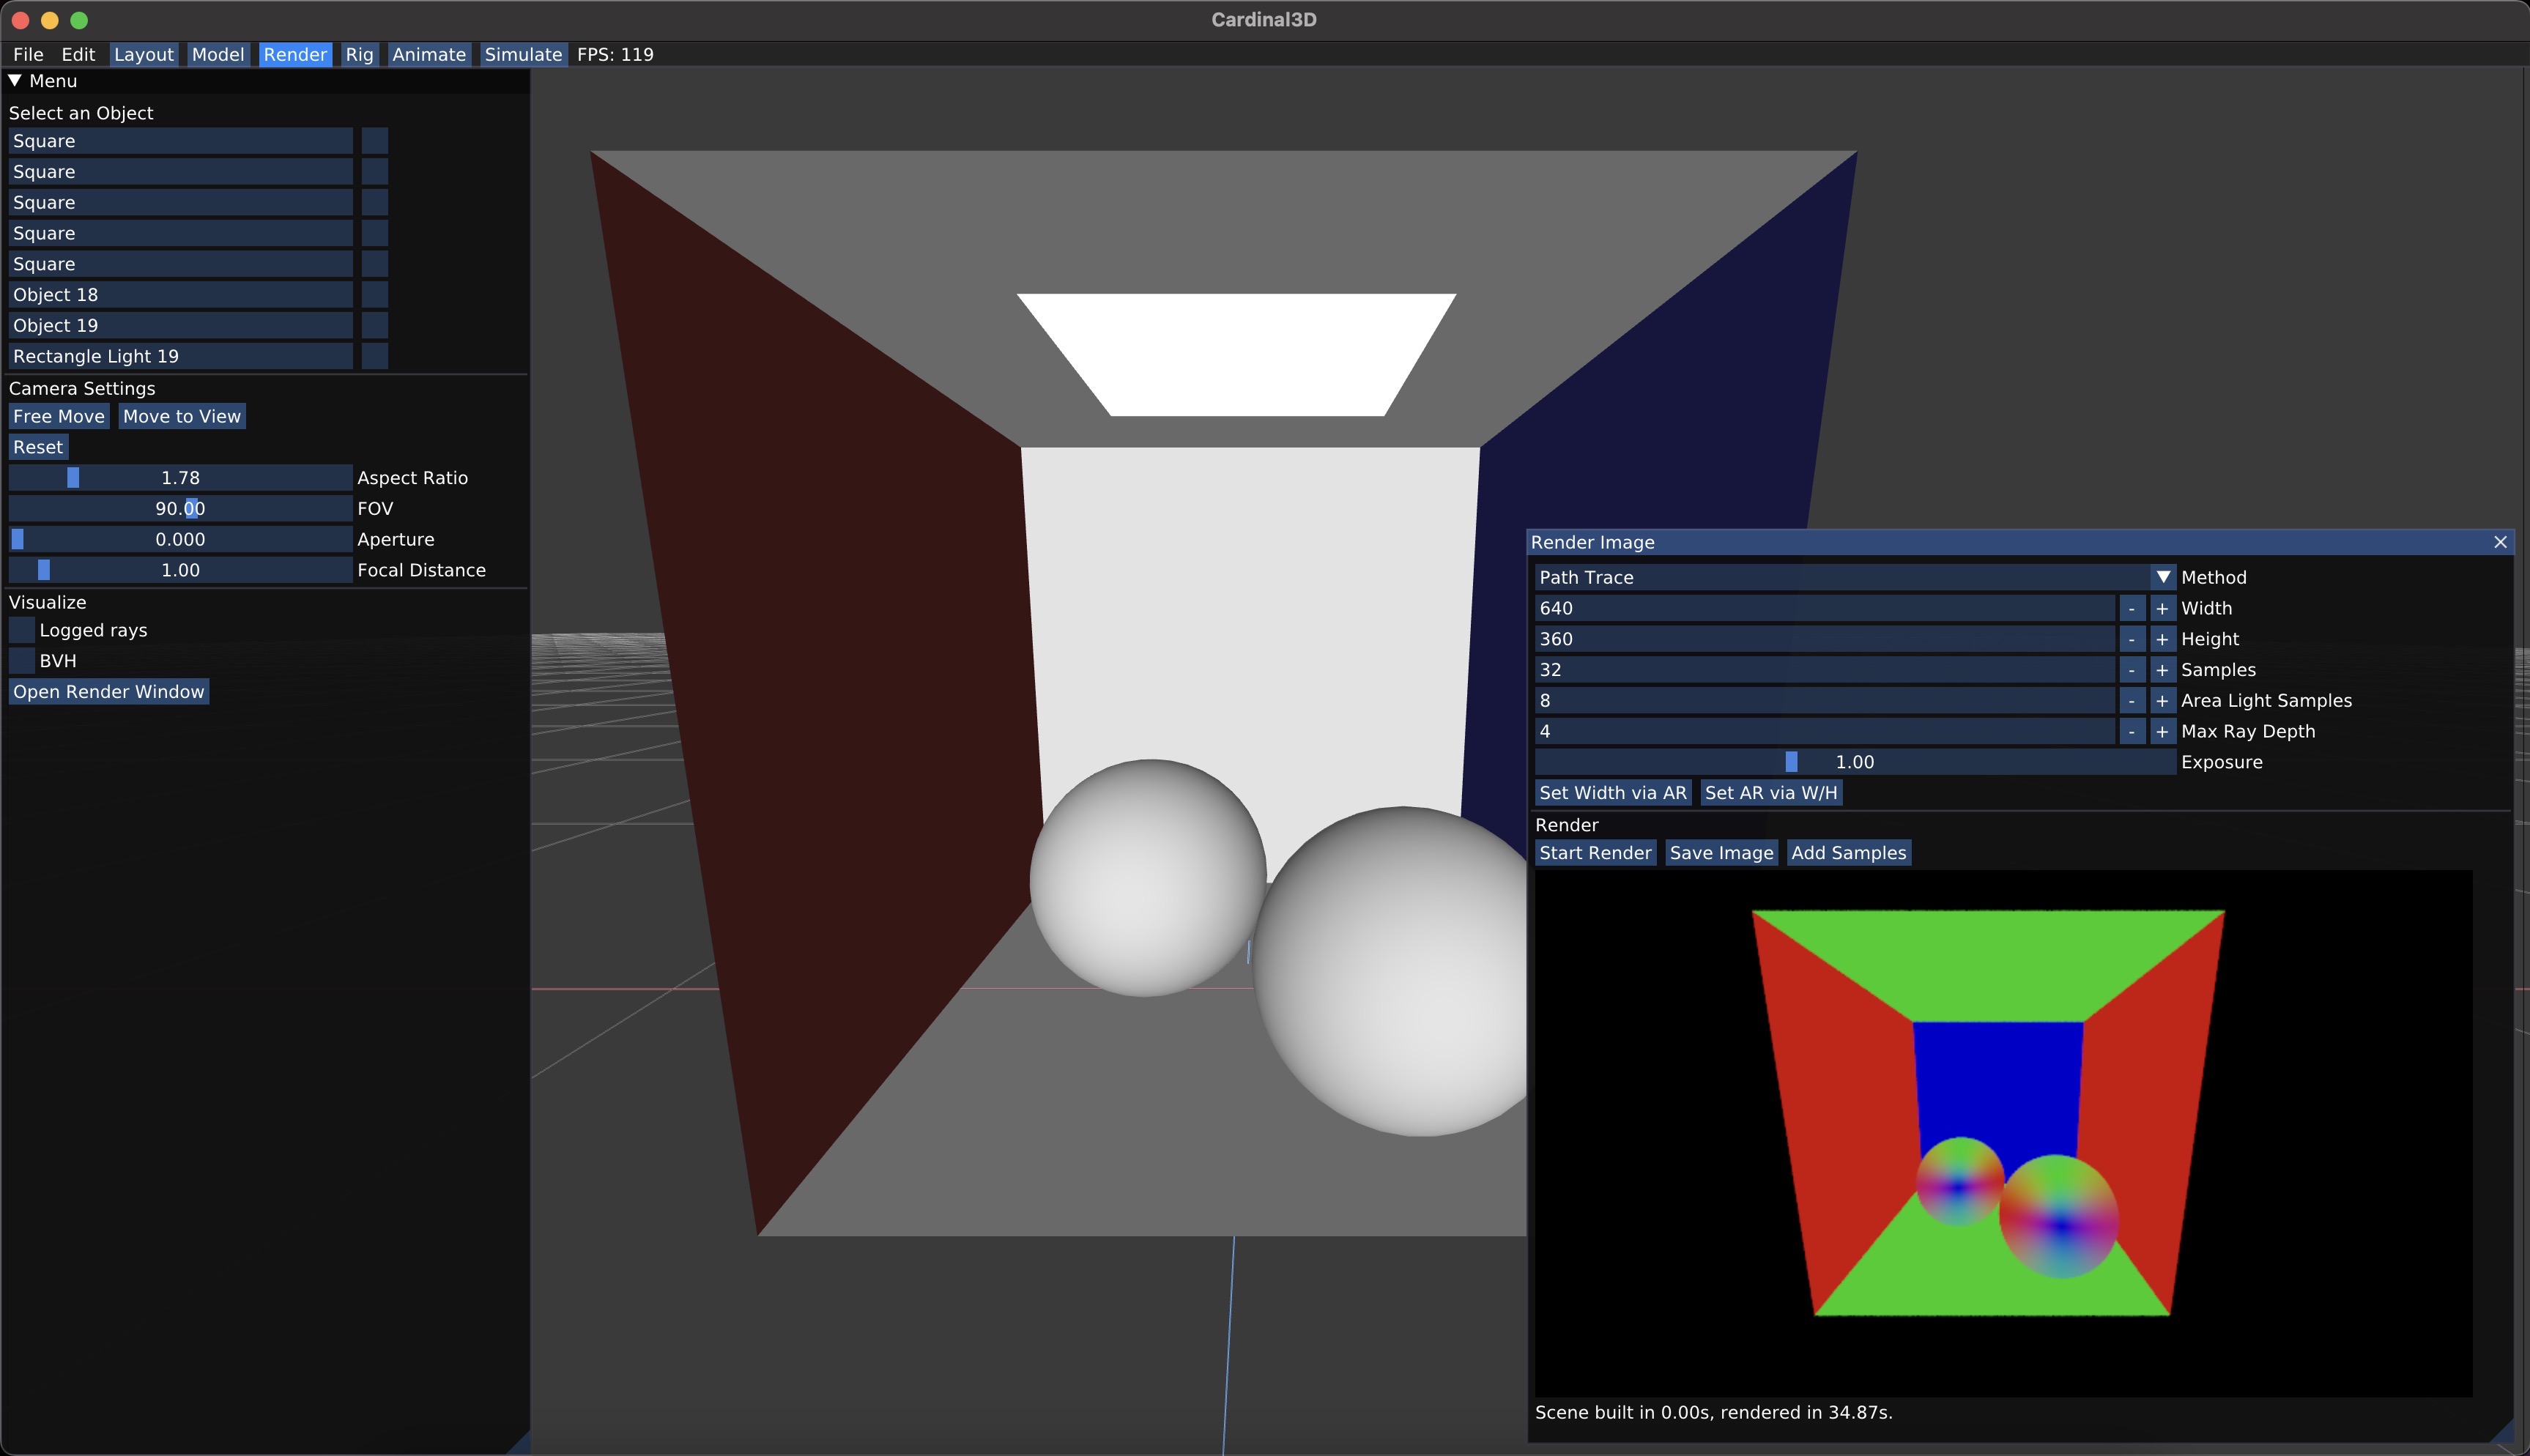 Cardinal3D
File Edit Layout Model Render Rig Animate Simulate FPS: 119
Menu
Select an Object
Square
Square
Square
Square
Square
Object 18
Object 19
Rectangle Light 19
Camera Settings
Free Move Move to View
Reset
1.78 Aspect Ratio
90.00 FOV
0.000 Aperture
1.00 Focal Distance
Visualize
Logged rays
BVH
Open Render Window
Render Image
Path Trace Method
640 - + Width
360 - + Height
32 - + Samples
8 - + Area Light Samples
4 - + Max Ray Depth
1.00 Exposure
Set Width via AR Set AR via W/H
Render
Start Render Save Image Add Samples
Scene built in 0.00s, rendered in 34.87s.